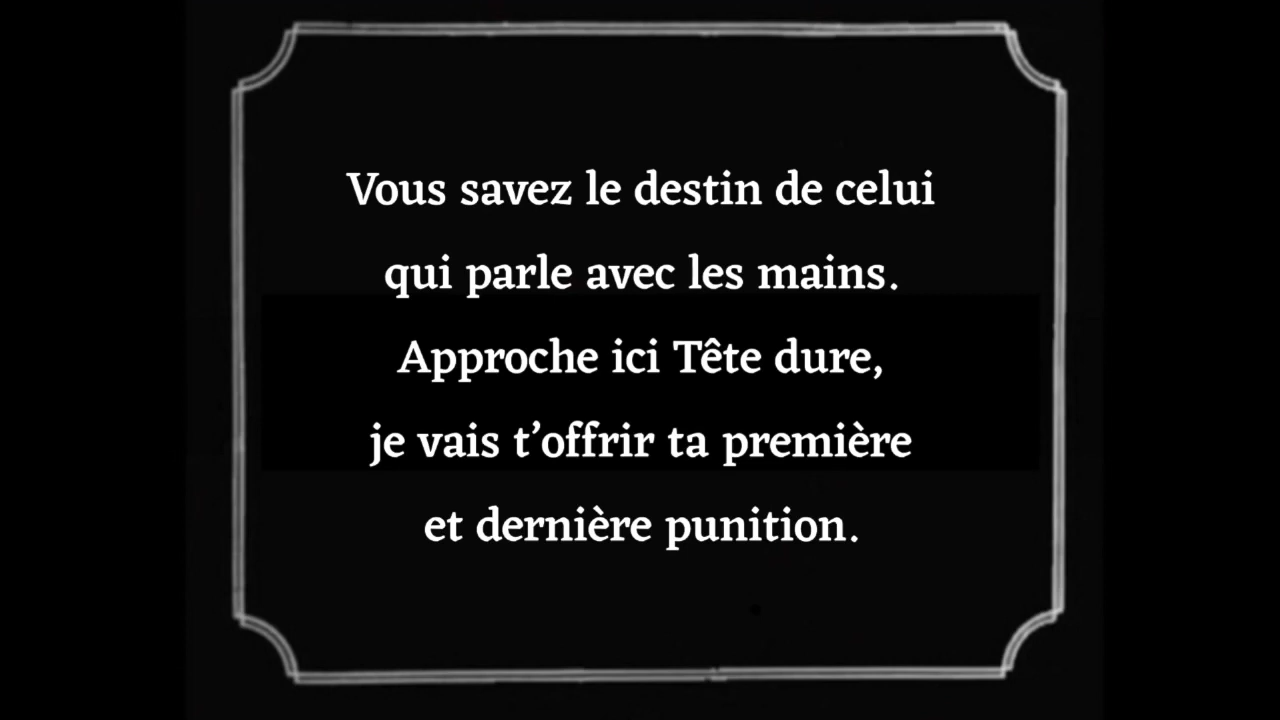 Vous savez le destin de celui
qui parle avec les mains.
Approche ici Tête dure,
je vais t’offrir ta première
et dernière punition.